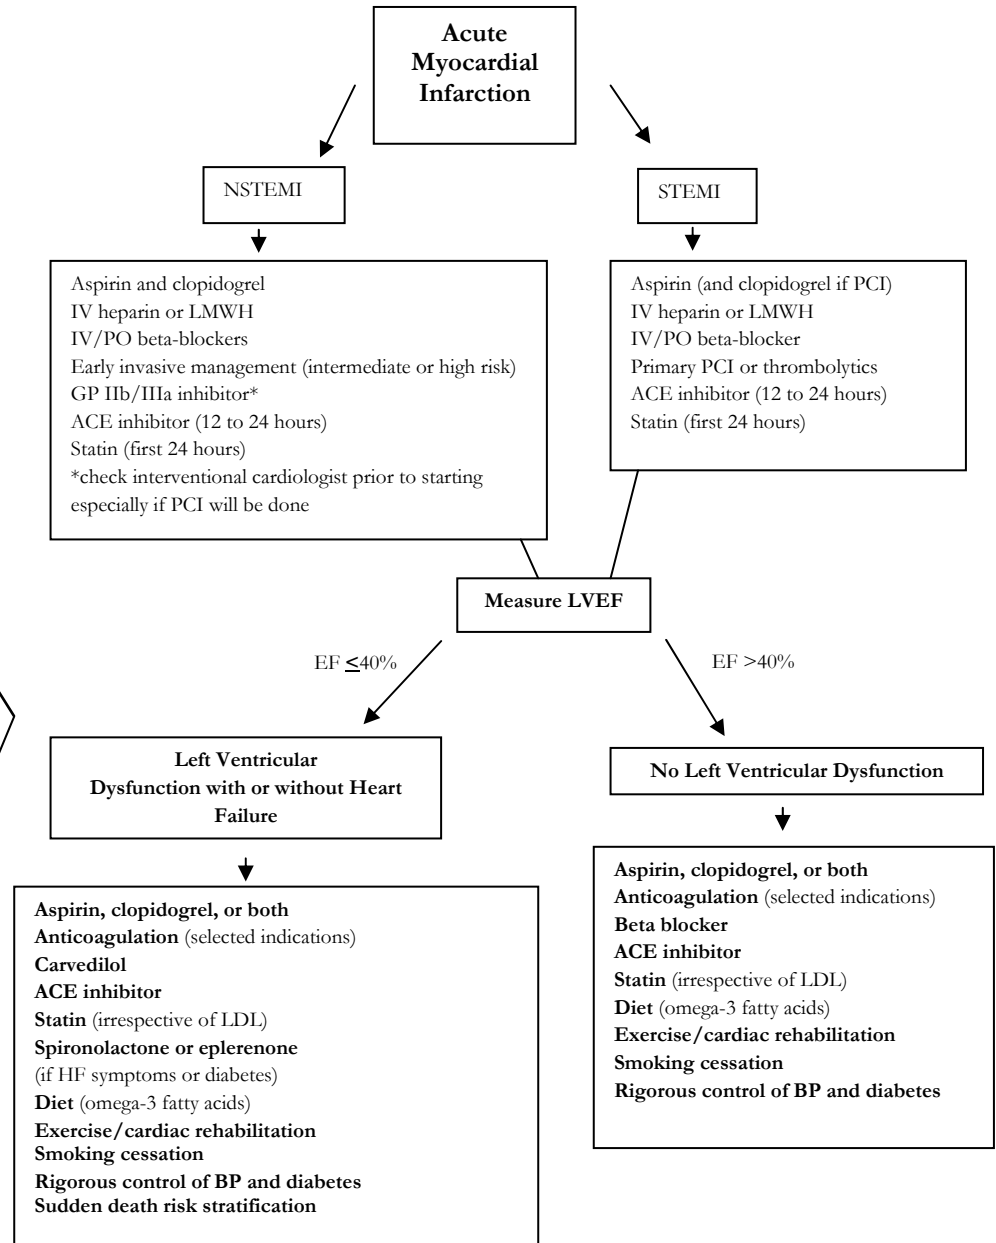 Acute
Myocardial
Infarction
NSTEMI
STEMI
Aspirin and clopidogrel
IV heparin or LMWH
IV/PO beta-blockers
Early invasive management (intermediate or high risk)
GP IIb/IIIa inhibitor*
ACE inhibitor (12 to 24 hours)
Statin (first 24 hours)
*check interventional cardiologist prior to starting
especially if PCI will be done
Aspirin (and clopidogrel if PCI)
IV heparin or LMWH
IV/PO beta-blocker
Primary PCI or thrombolytics
ACE inhibitor (12 to 24 hours)
Statin (first 24 hours)
Measure LVEF
EF ≤40%
EF >40%
Left Ventricular
Dysfunction with or without Heart
Failure
No Left Ventricular Dysfunction
Aspirin, clopidogrel, or both
Anticoagulation (selected indications)
Carvedilol
ACE inhibitor
Statin (irrespective of LDL)
Spironolactone or eplerenone
(if HF symptoms or diabetes)
Diet (omega-3 fatty acids)
Exercise/cardiac rehabilitation
Smoking cessation
Rigorous control of BP and diabetes
Sudden death risk stratification
Aspirin, clopidogrel, or both
Anticoagulation (selected indications)
Beta blocker
ACE inhibitor
Statin (irrespective of LDL)
Diet (omega-3 fatty acids)
Exercise/cardiac rehabilitation
Smoking cessation
Rigorous control of BP and diabetes